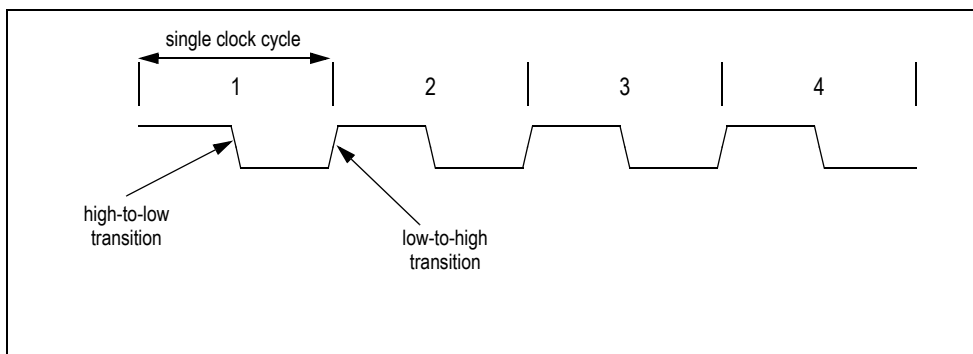 single clock cycle
1
2
3
4
high-to-low
transition
low-to-high
transition